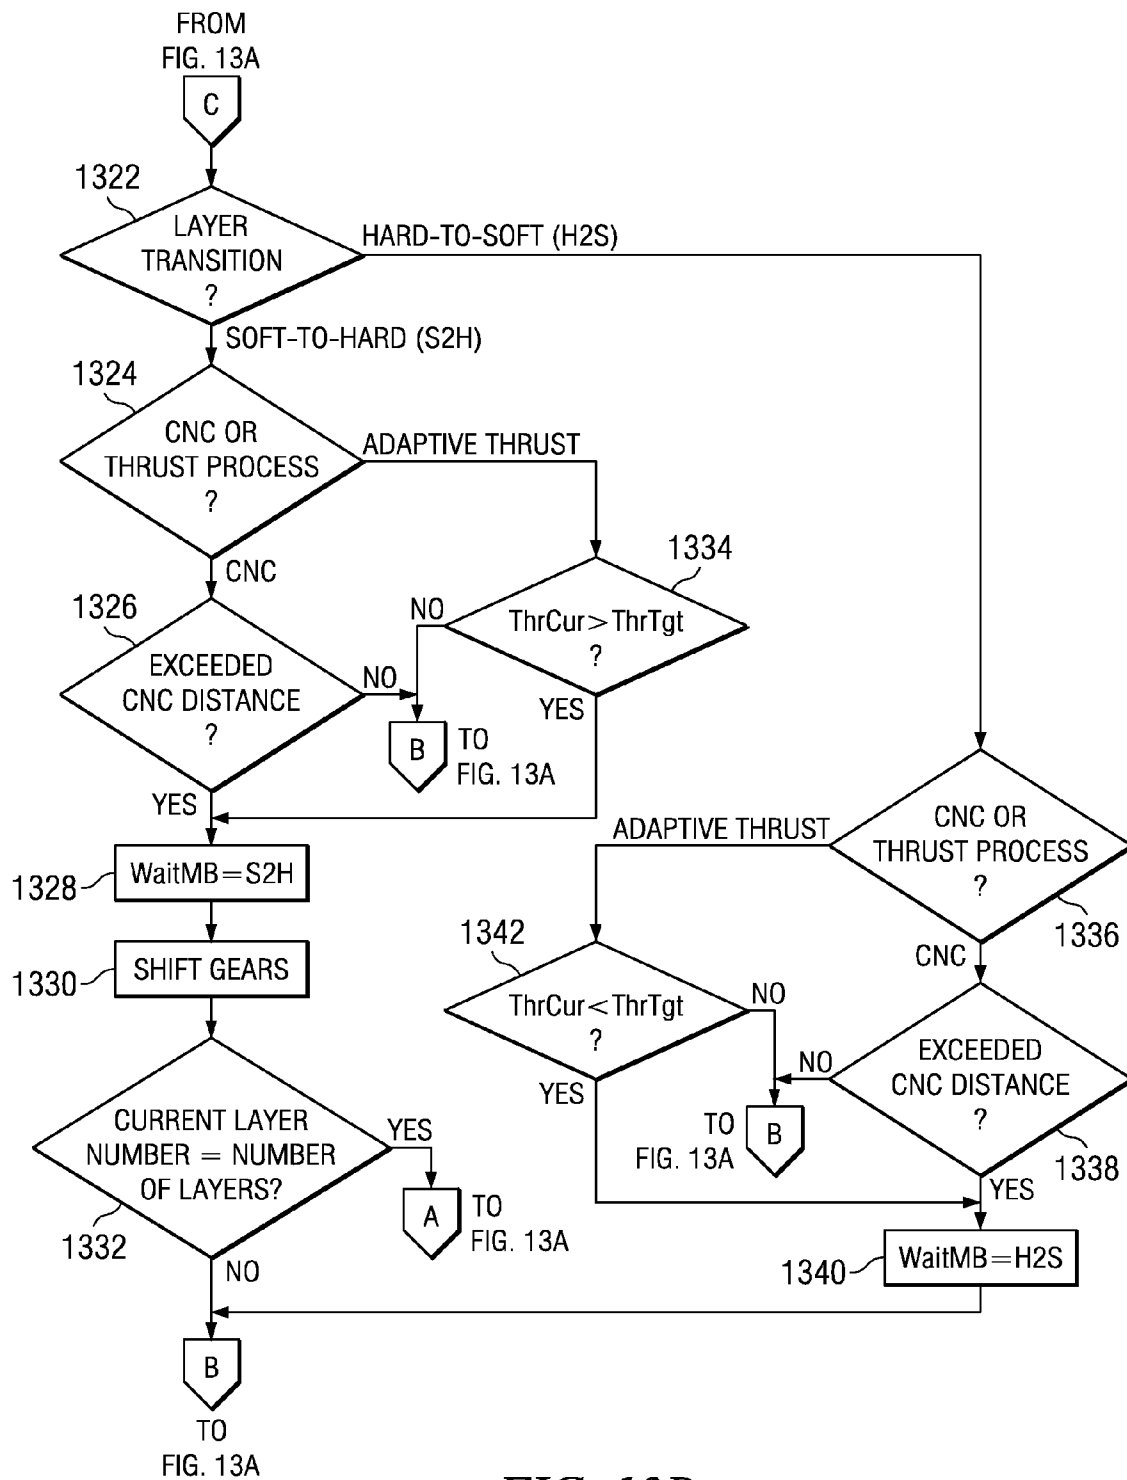 FROM
FIG. 13A
C
1322
LAYER
TRANSITION
?
HARD-TO-SOFT (H2S)
SOFT-TO-HARD (S2H)
1324
CNC OR
THRUST PROCESS
?
ADAPTIVE THRUST
CNC
1334
ThrCur > ThrTgt
?
NO
YES
1326
EXCEEDED
CNC DISTANCE
?
NO
B
TO
FIG. 13A
YES
WaitMB = S2H
1328
SHIFT GEARS
1330
CURRENT LAYER
NUMBER = NUMBER
OF LAYERS?
1332
YES
A
TO
FIG. 13A
NO
CNC OR
THRUST PROCESS
?
1336
ADAPTIVE THRUST
CNC
1342
ThrCur < ThrTgt
?
NO
YES
EXCEEDED
CNC DISTANCE
?
1338
NO
TO
FIG. 13A
B
YES
WaitMB = H2S
1340
B
TO
FIG. 13A